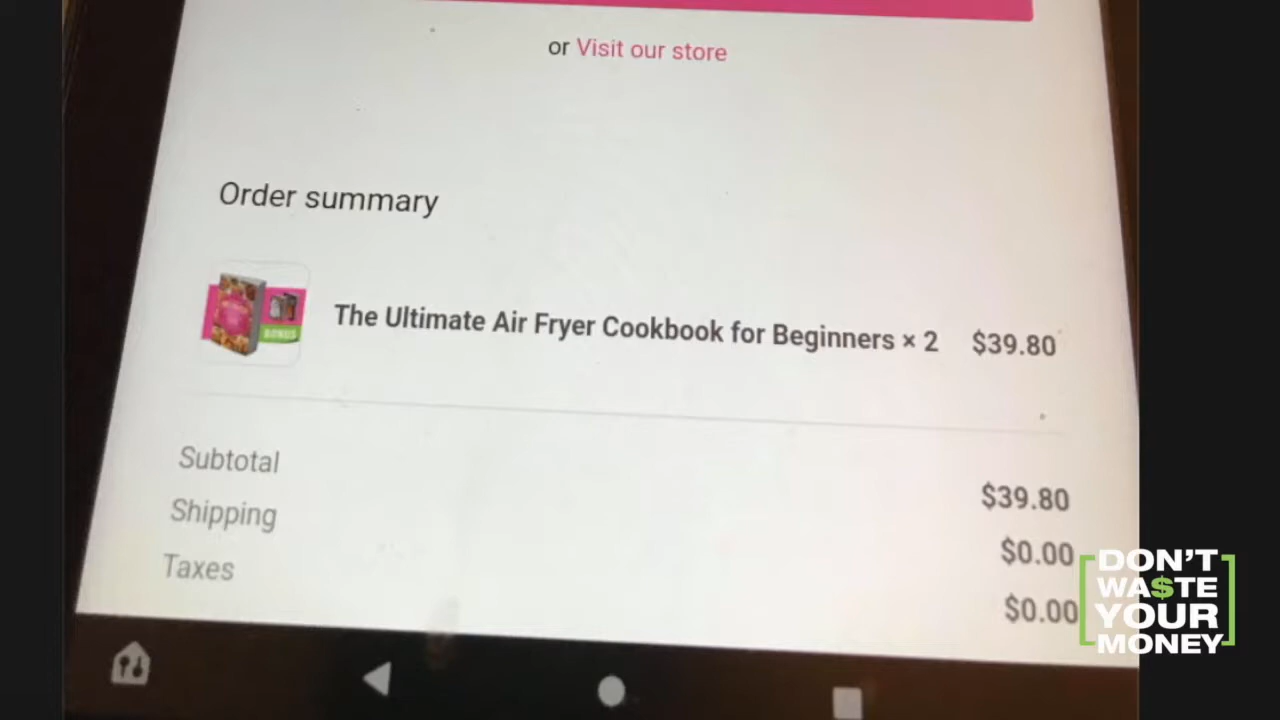 or Visit our store
Order summary
BONUS
The Ultimate Air Fryer Cookbook for Beginners × 2 $39.80
Subtotal $39.80
Shipping $0.00
Taxes $0.00
DON'T
WA$TE
YOUR
MONEY